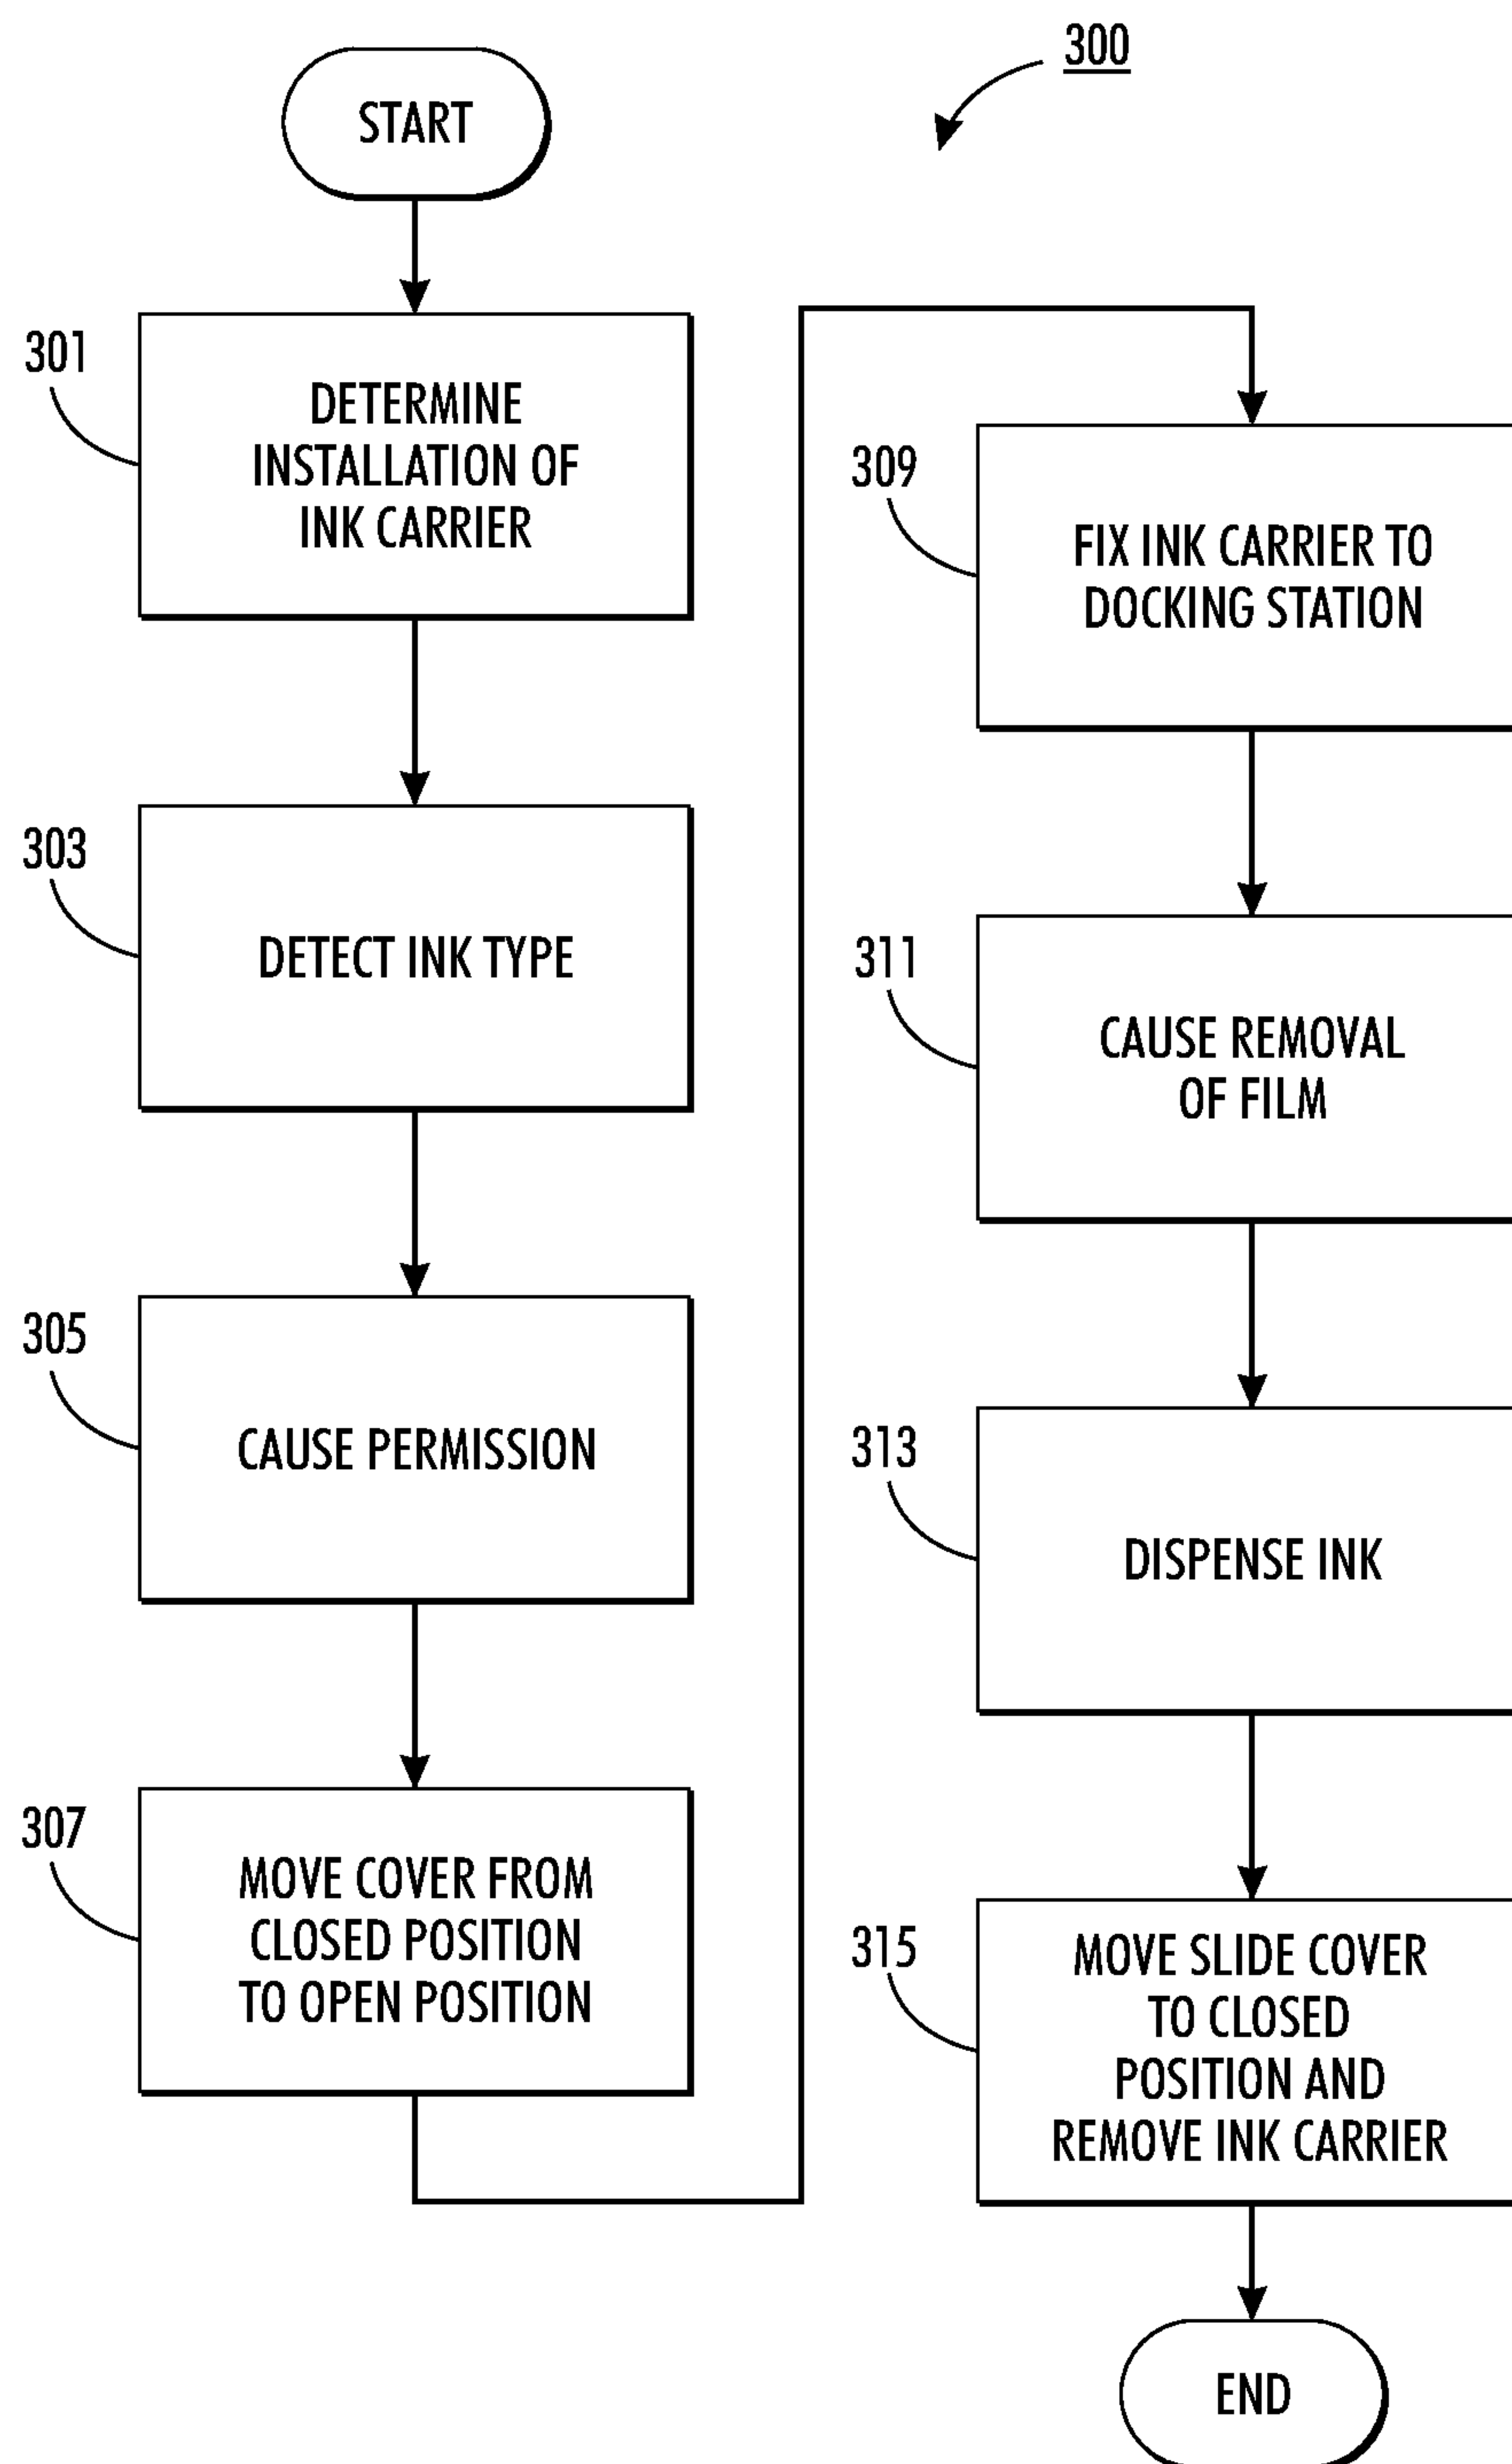 300
START
301
DETERMINE
INSTALLATION OF
INK CARRIER
303
DETECT INK TYPE
305
CAUSE PERMISSION
307
MOVE COVER FROM
CLOSED POSITION
TO OPEN POSITION
309
FIX INK CARRIER TO
DOCKING STATION
311
CAUSE REMOVAL
OF FILM
313
DISPENSE INK
315
MOVE SLIDE COVER
TO CLOSED
POSITION AND
REMOVE INK CARRIER
END